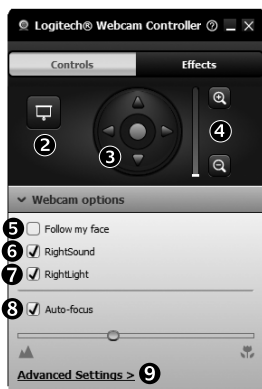 Logitech® Webcam Controller
Controls Effects
2
3
4
Webcam options
5 Follow my face
6 RightSound
7 RightLight
8 Auto-focus
Advanced Settings > 9